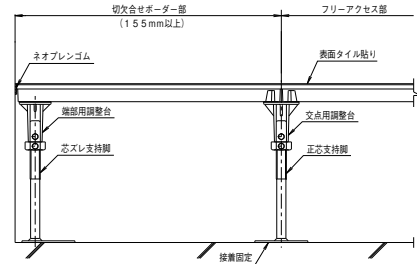 切欠合せボーダー部
(155mm以上)
フリーアクセス部
ネオプレンゴム
表面タイル貼り
端部用調整台
交点用調整台
芯ズレ支持脚
正芯支持脚
接着固定